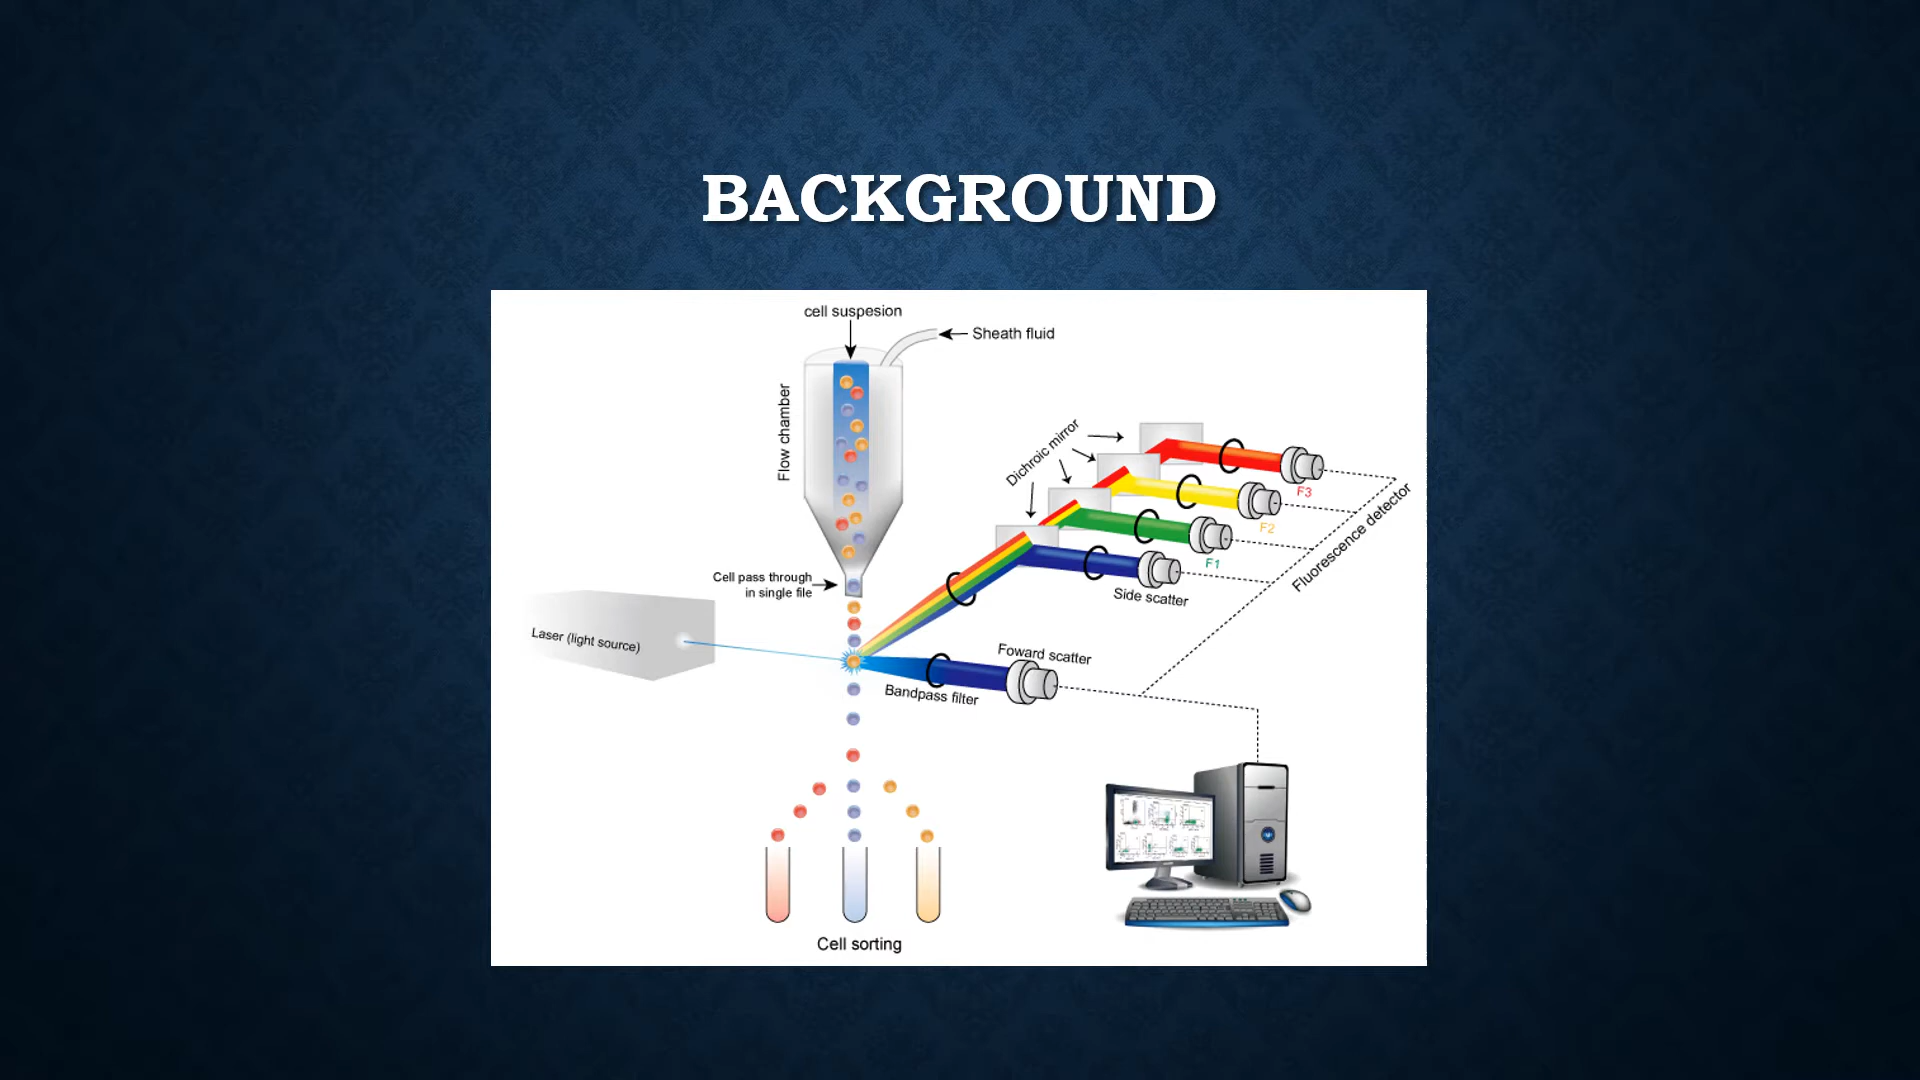 BACKGROUND
cell suspesion
Sheath fluid
Flow chamber
Dichroic mirror
F3
F2
F1
Fluorescence detector
Cell pass through
in single file
Side scatter
Laser (light source)
Foward scatter
Bandpass filter
Cell sorting